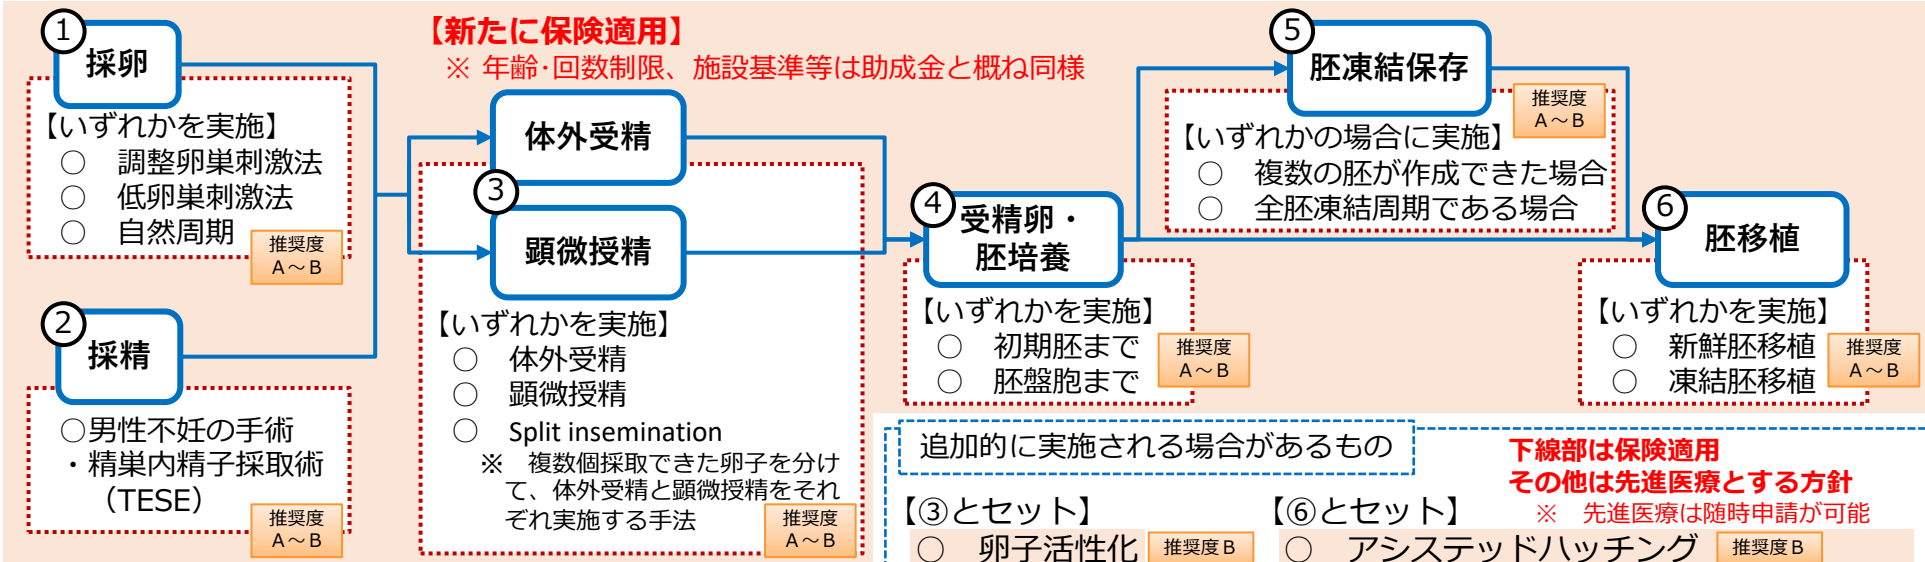 【新たに保険適用】
※ 年齢・回数制限、施設基準等は助成金と概ね同様
①
採卵
【いずれかを実施】
○ 調整卵巣刺激法
○ 低卵巣刺激法
○ 自然周期
推奨度
A～B
②
採精
○男性不妊の手術
・精巣内精子採取術
（TESE）
推奨度
A～B
体外受精
③
顕微授精
【いずれかを実施】
○ 体外受精
○ 顕微授精
○ Split insemination
※ 複数個採取できた卵子を分け
て、体外受精と顕微授精をそれ
ぞれ実施する手法
推奨度
A～B
④
受精卵・
胚培養
【いずれかを実施】
○ 初期胚まで
○ 胚盤胞まで
推奨度
A～B
⑤
胚凍結保存
推奨度
A～B
【いずれかの場合に実施】
○ 複数の胚が作成できた場合
○ 全胚凍結周期である場合
⑥
胚移植
【いずれかを実施】
○ 新鮮胚移植
○ 凍結胚移植
推奨度
A～B
追加的に実施される場合があるもの
下線部は保険適用
その他は先進医療とする方針
※ 先進医療は随時申請が可能
【③とセット】
○ 卵子活性化
推奨度B
【⑥とセット】
○ アシステッドハッチング
推奨度B